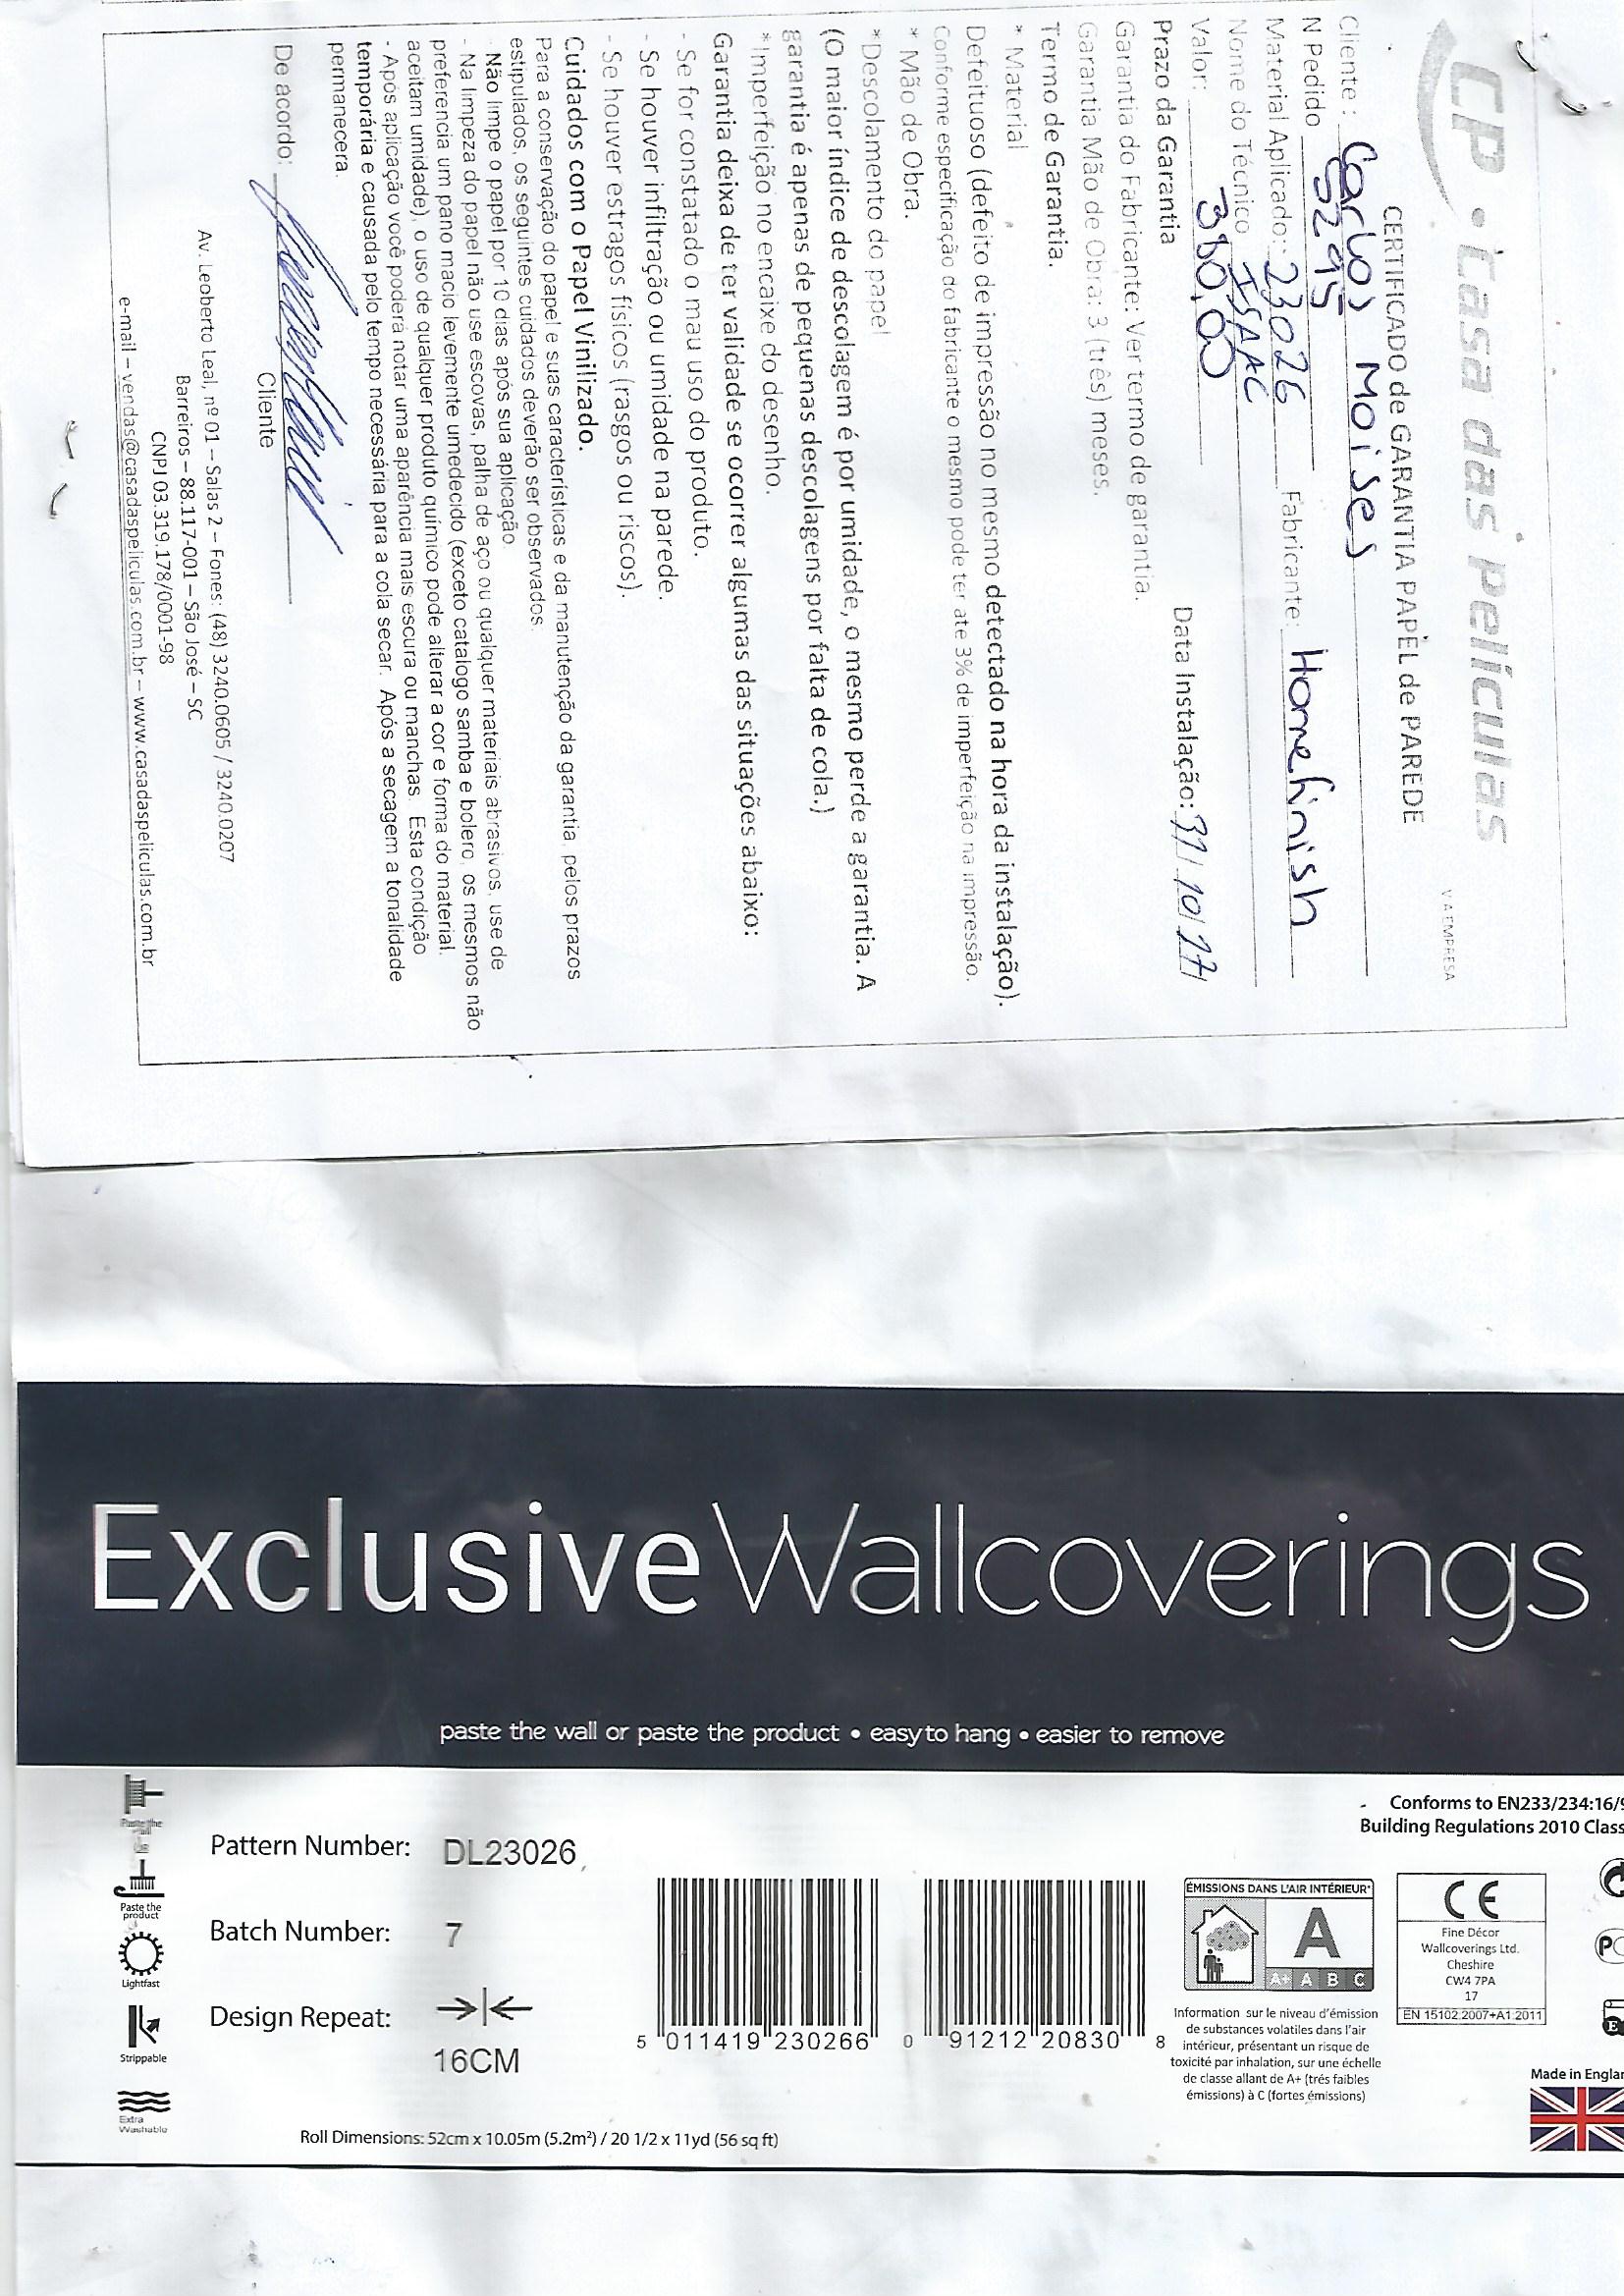 CP • Casa das Películas
VIA EMPRESA
CERTIFICADO de GARANTIA PAPEL de PAREDE
Cliente: Carlos Moises
N Pedido 9295
Material Aplicado: 23026 Fabricante: Homefinish
Nome do Técnico ISAAC
Valor: 380,00 Data Instalação: 31/10/17
Prazo da Garantia
Garantia do Fabricante: Ver termo de garantia.
Garantia Mão de Obra: 3 (três) meses.
Termo de Garantia.
* Material
Defeituoso (defeito de impressão no mesmo detectado na hora da instalação).
Conforme especificação do fabricante o mesmo pode ter ate 3% de imperfeição na impressão.
* Mão de Obra.
*Descolamento do papel
(O maior índice de descolagem é por umidade, o mesmo perde a garantia. A
garantia é apenas de pequenas descolagens por falta de cola.)
*Imperfeição no encaixe do desenho.
Garantia deixa de ter validade se ocorrer algumas das situações abaixo:
- Se for constatado o mau uso do produto.
- Se houver infiltração ou umidade na parede.
- Se houver estragos físicos (rasgos ou riscos).
Cuidados com o Papel Vinilizado.
Para a conservação do papel e suas características e da manutenção da garantia, pelos prazos
estipulados, os seguintes cuidados deverão ser observados.
- Não limpe o papel por 10 dias após sua aplicação.
- Na limpeza do papel não use escovas, palha de aço ou qualquer materiais abrasivos, use de
preferencia um pano macio levemente umedecido (exceto catalogo samba e bolero, os mesmos não
aceitam umidade), o uso de qualquer produto químico pode alterar a cor e forma do material.
- Após aplicação você poderá notar uma aparência mais escura ou manchas. Esta condição
temporária e causada pelo tempo necessária para a cola secar. Após a secagem a tonalidade
permanecera.
De acordo:
Cliente
Av. Leoberto Leal, nº 01 – Salas 2 – Fones: (48) 3240.0605 / 3240.0207
Barreiros – 88.117-001 – São José – SC
CNPJ 03.319.178/0001-98
e-mail – vendas@casadaspeliculas.com.br – www.casadaspeliculas.com.br
Exclusive Wallcoverings
paste the wall or paste the product • easy to hang • easier to remove
Conforms to EN233/234:16/9
Building Regulations 2010 Class
Paste the
Paste the
product
Lightfast
Strippable
Extra
Washable
Pattern Number: DL23026
Batch Number: 7
Design Repeat:
16CM
Roll Dimensions: 52cm x 10.05m (5.2m²) / 20 1/2 x 11yd (56 sq ft)
5 011419 230266
0 91212 20830 8
ÉMISSIONS DANS L'AIR INTÉRIEUR*
A
A+ A B C
Information sur le niveau d'émission
de substances volatiles dans l'air
intérieur, présentant un risque de
toxicité par inhalation, sur une échelle
de classe allant de A+ (trés faibles
émissions) à C (fortes émissions)
CE
Fine Décor
Wallcoverings Ltd.
Cheshire
CW4 7PA
17
EN 15102:2007+A1:2011
Made in Englan